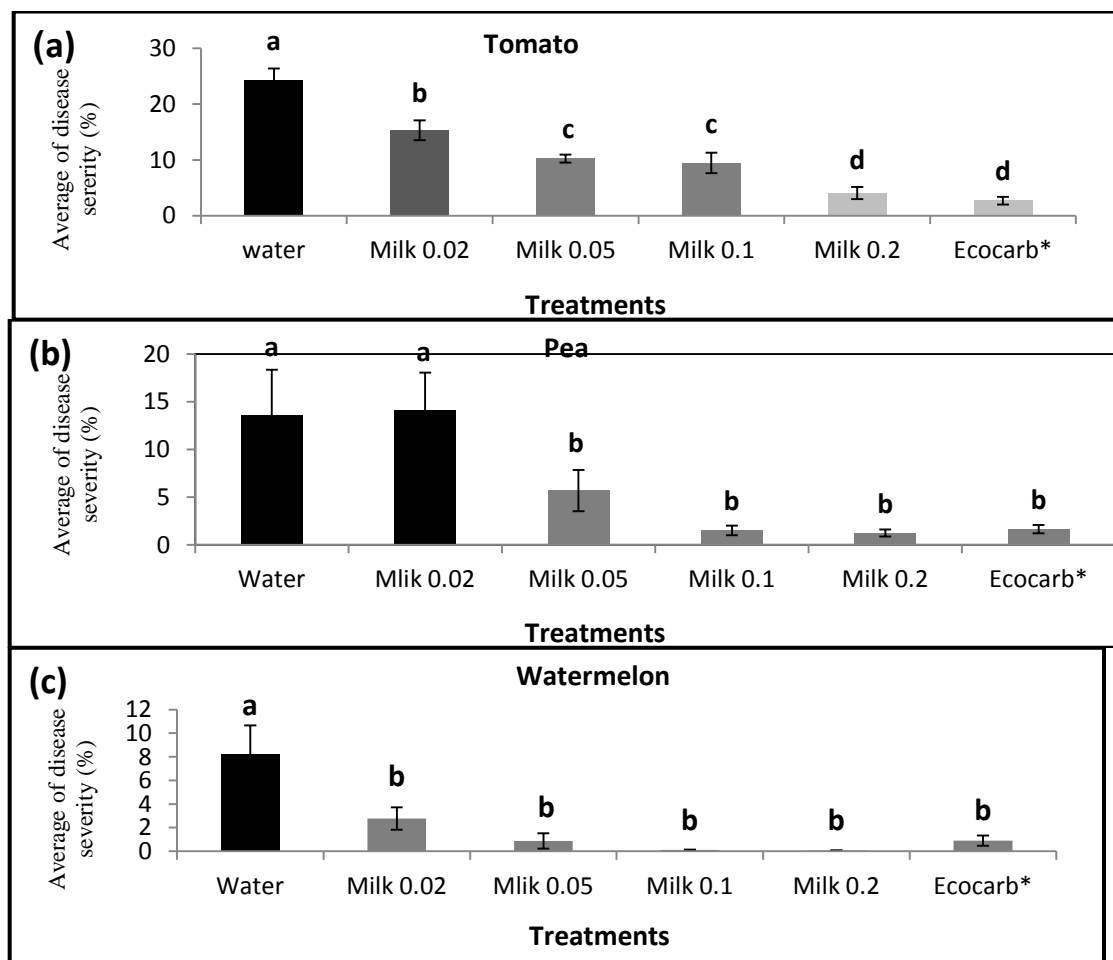 (a)
Tomato
Average of disease
sererity (%)
30
20
10
0
a
b
c
c
d
d
water Milk 0.02 Milk 0.05 Milk 0.1 Milk 0.2 Ecocarb*
Treatments
(b)
Pea
Average of disease
severity (%)
20
15
10
5
0
a
a
b
b
b
b
Water Mlik 0.02 Milk 0.05 Milk 0.1 Milk 0.2 Ecocarb*
Treatments
(c)
Watermelon
Average of disease
severity (%)
12
10
8
6
4
2
0
a
b
b
b
b
b
Water Milk 0.02 Mlik 0.05 Milk 0.1 Milk 0.2 Ecocarb*
Treatments